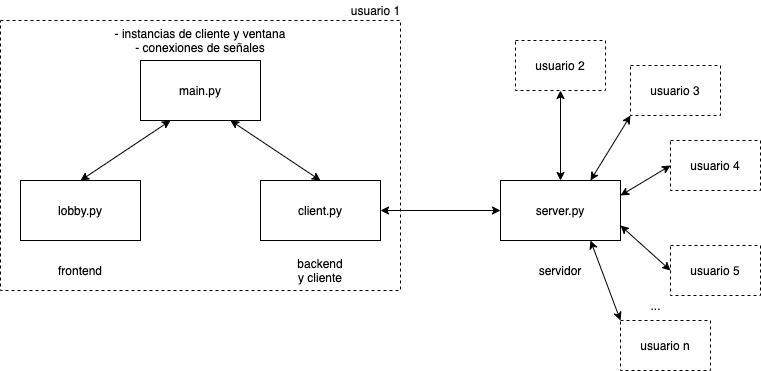 usuario 1
- instancias de cliente y ventana
- conexiones de señales
main.py
lobby.py
client.py
frontend
backend
y cliente
server.py
servidor
usuario 2
usuario 3
usuario 4
usuario 5
...
usuario n